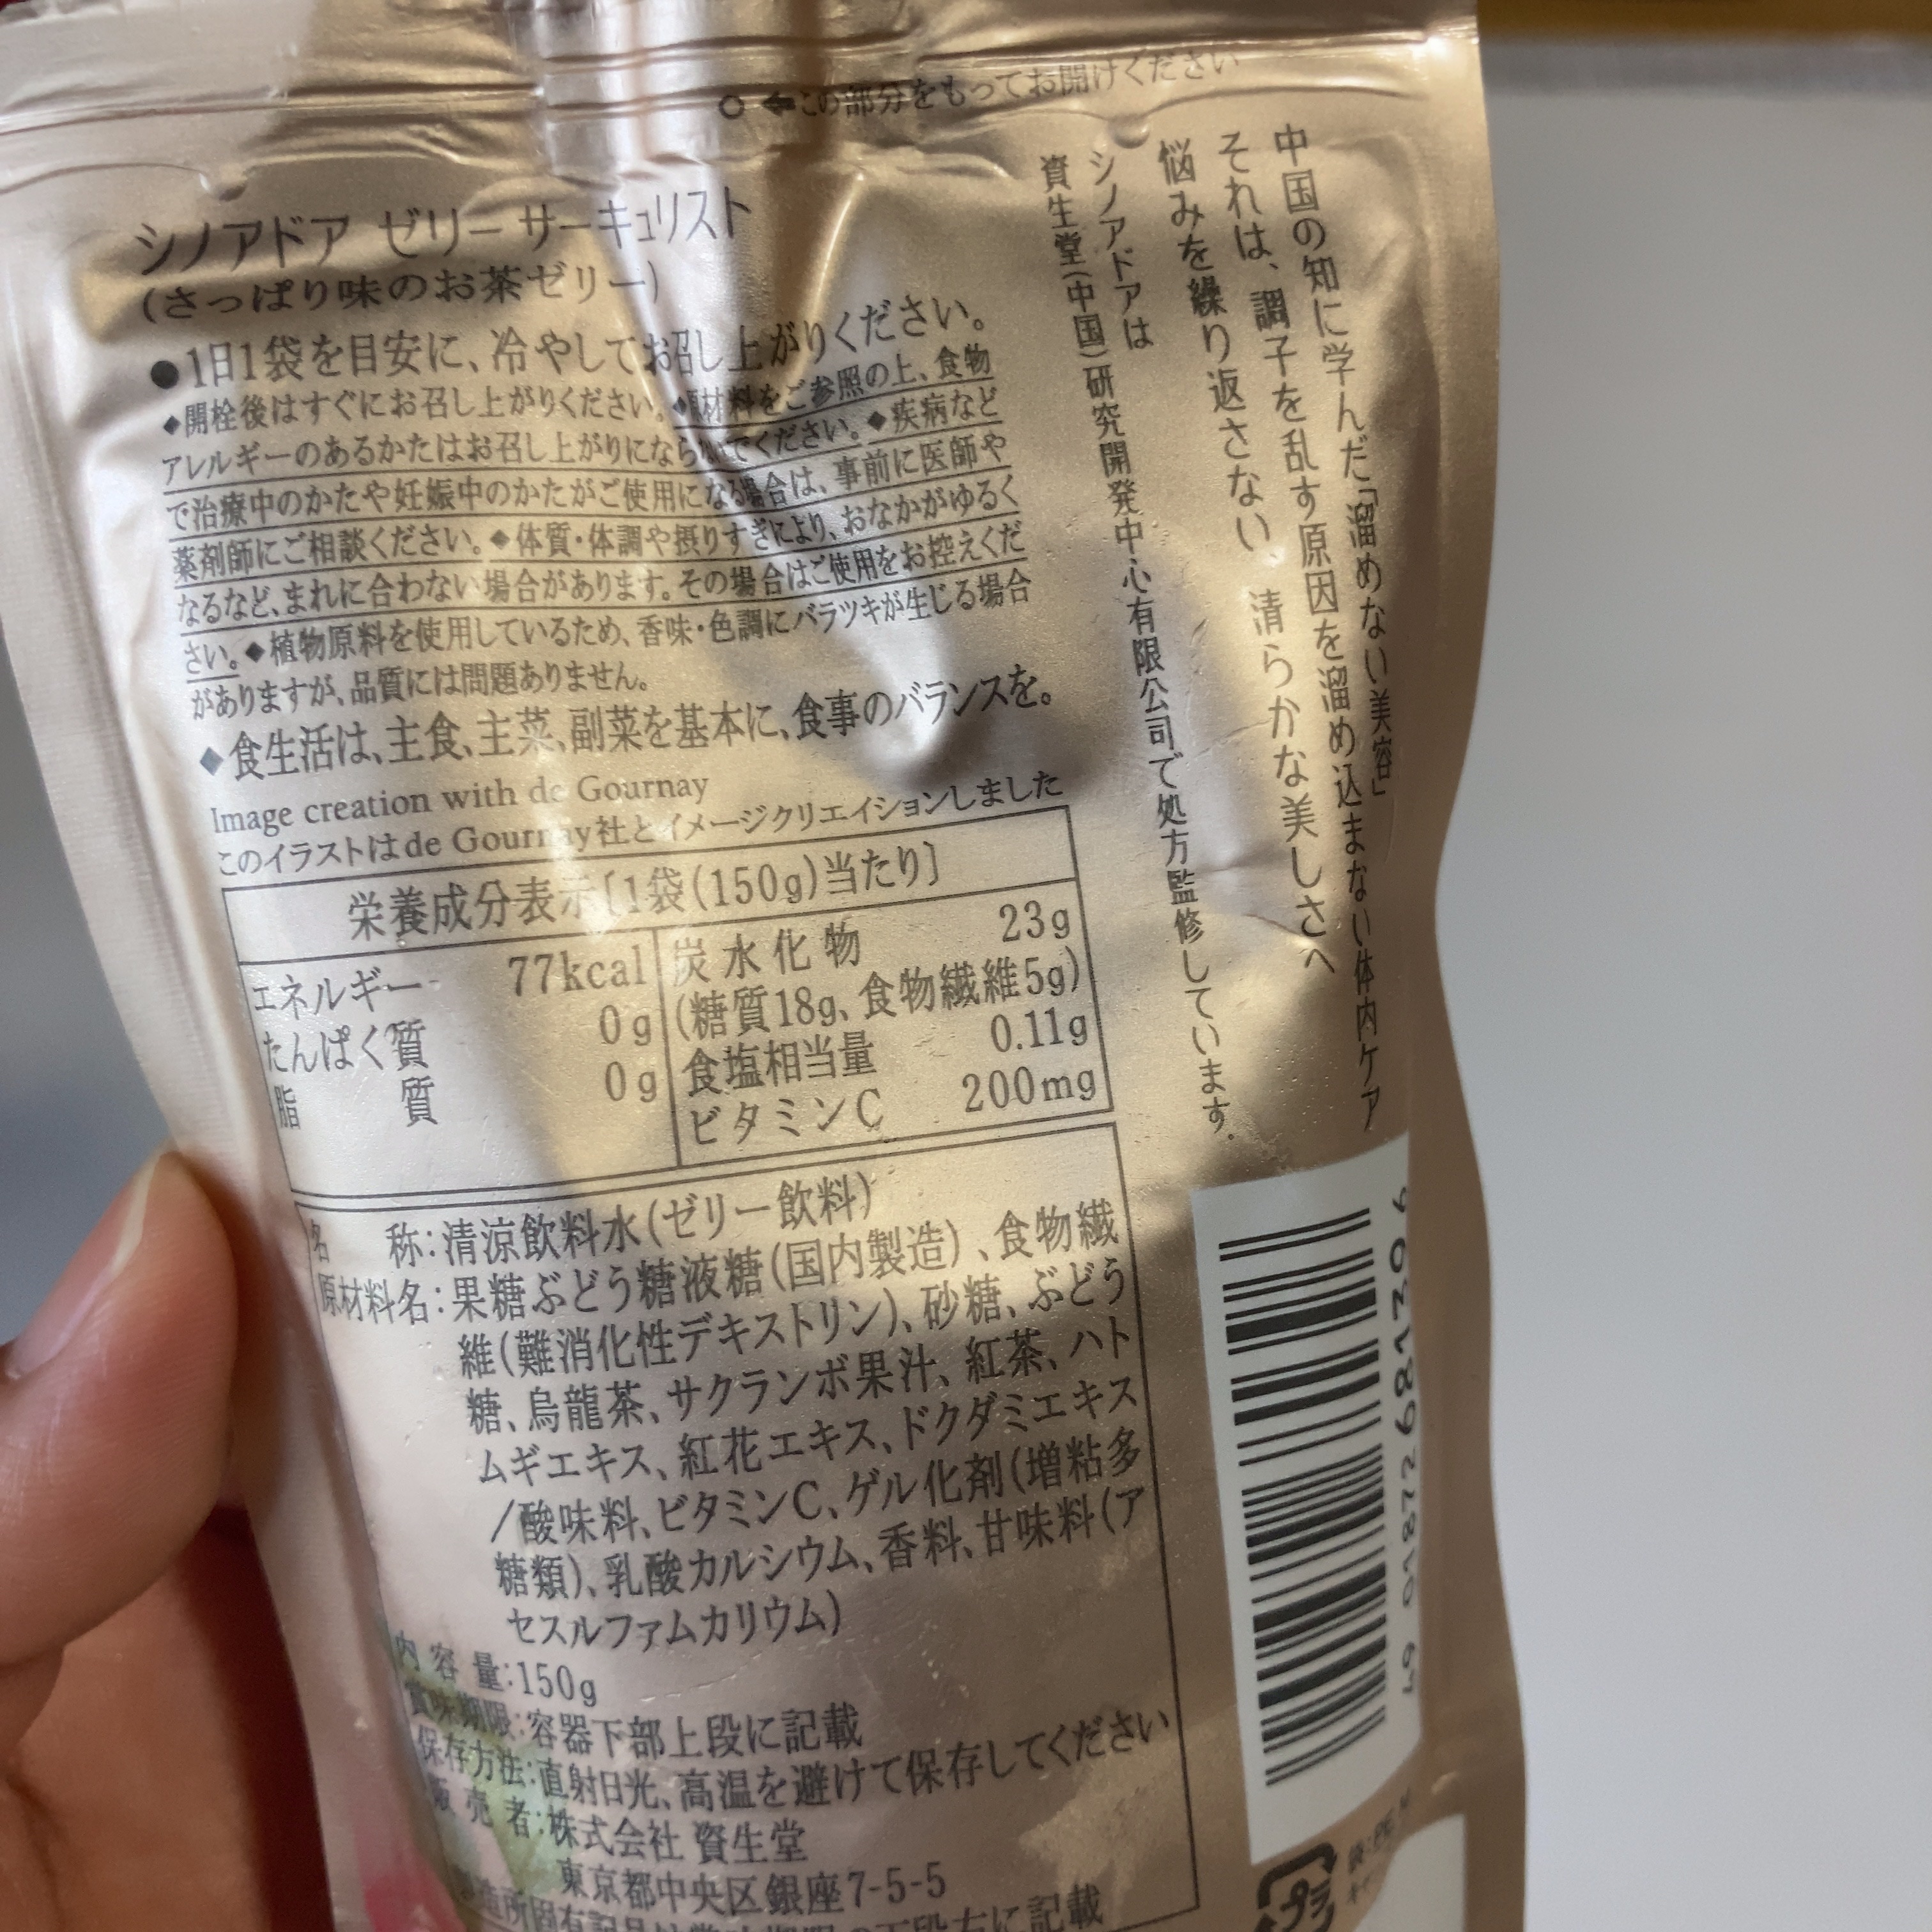 ○ ←この部分をもってお開けください
シノアドア ゼリー サーキュリスト
(さっぱり味のお茶ゼリー)
●1日1袋を目安に、冷やしてお召し上がりください。
◆開栓後はすぐにお召し上がりください。◆原材料をご参照の上、食物
アレルギーのあるかたはお召し上がりにならないでください。◆疾病など
で治療中のかたや妊娠中のかたがご使用になる場合は、事前に医師や
薬剤師にご相談ください。◆体質・体調や摂りすぎにより、おなかがゆるく
なるなど、まれに合わない場合があります。その場合はご使用をお控えくだ
さい。◆植物原料を使用しているため、香味・色調にバラツキが生じる場合
がありますが、品質には問題ありません。
◆食生活は、主食、主菜、副菜を基本に、食事のバランスを。
Image creation with de Gournay
このイラストはde Gournay社とイメージクリエイションしました
栄養成分表示〔1袋(150g)当たり〕
エネルギー 77kcal
たんぱく質 0g
脂質 0g
炭水化物 23g
(糖質18g、食物繊維5g)
食塩相当量 0.11g
ビタミンC 200mg
名称:清涼飲料水(ゼリー飲料)
原材料名:果糖ぶどう糖液糖(国内製造)、食物繊
維(難消化性デキストリン)、砂糖、ぶどう
糖、烏龍茶、サクランボ果汁、紅茶、ハト
ムギエキス、紅花エキス、ドクダミエキス
/酸味料、ビタミンC、ゲル化剤(増粘多
糖類)、乳酸カルシウム、香料、甘味料(ア
セスルファムカリウム)
内容量:150g
賞味期限:容器下部上段に記載
保存方法:直射日光、高温を避けて保存してください
販売者:株式会社 資生堂
東京都中央区銀座7-5-5
中国の知に学んだ「溜めない美容」
それは、調子を乱す原因を溜め込まない体内ケア
悩みを繰り返さない、清らかな美しさへ
シノアドアは
資生堂(中国)研究開発中心有限公司で処方監修しています。
49 01872 681396
プラ